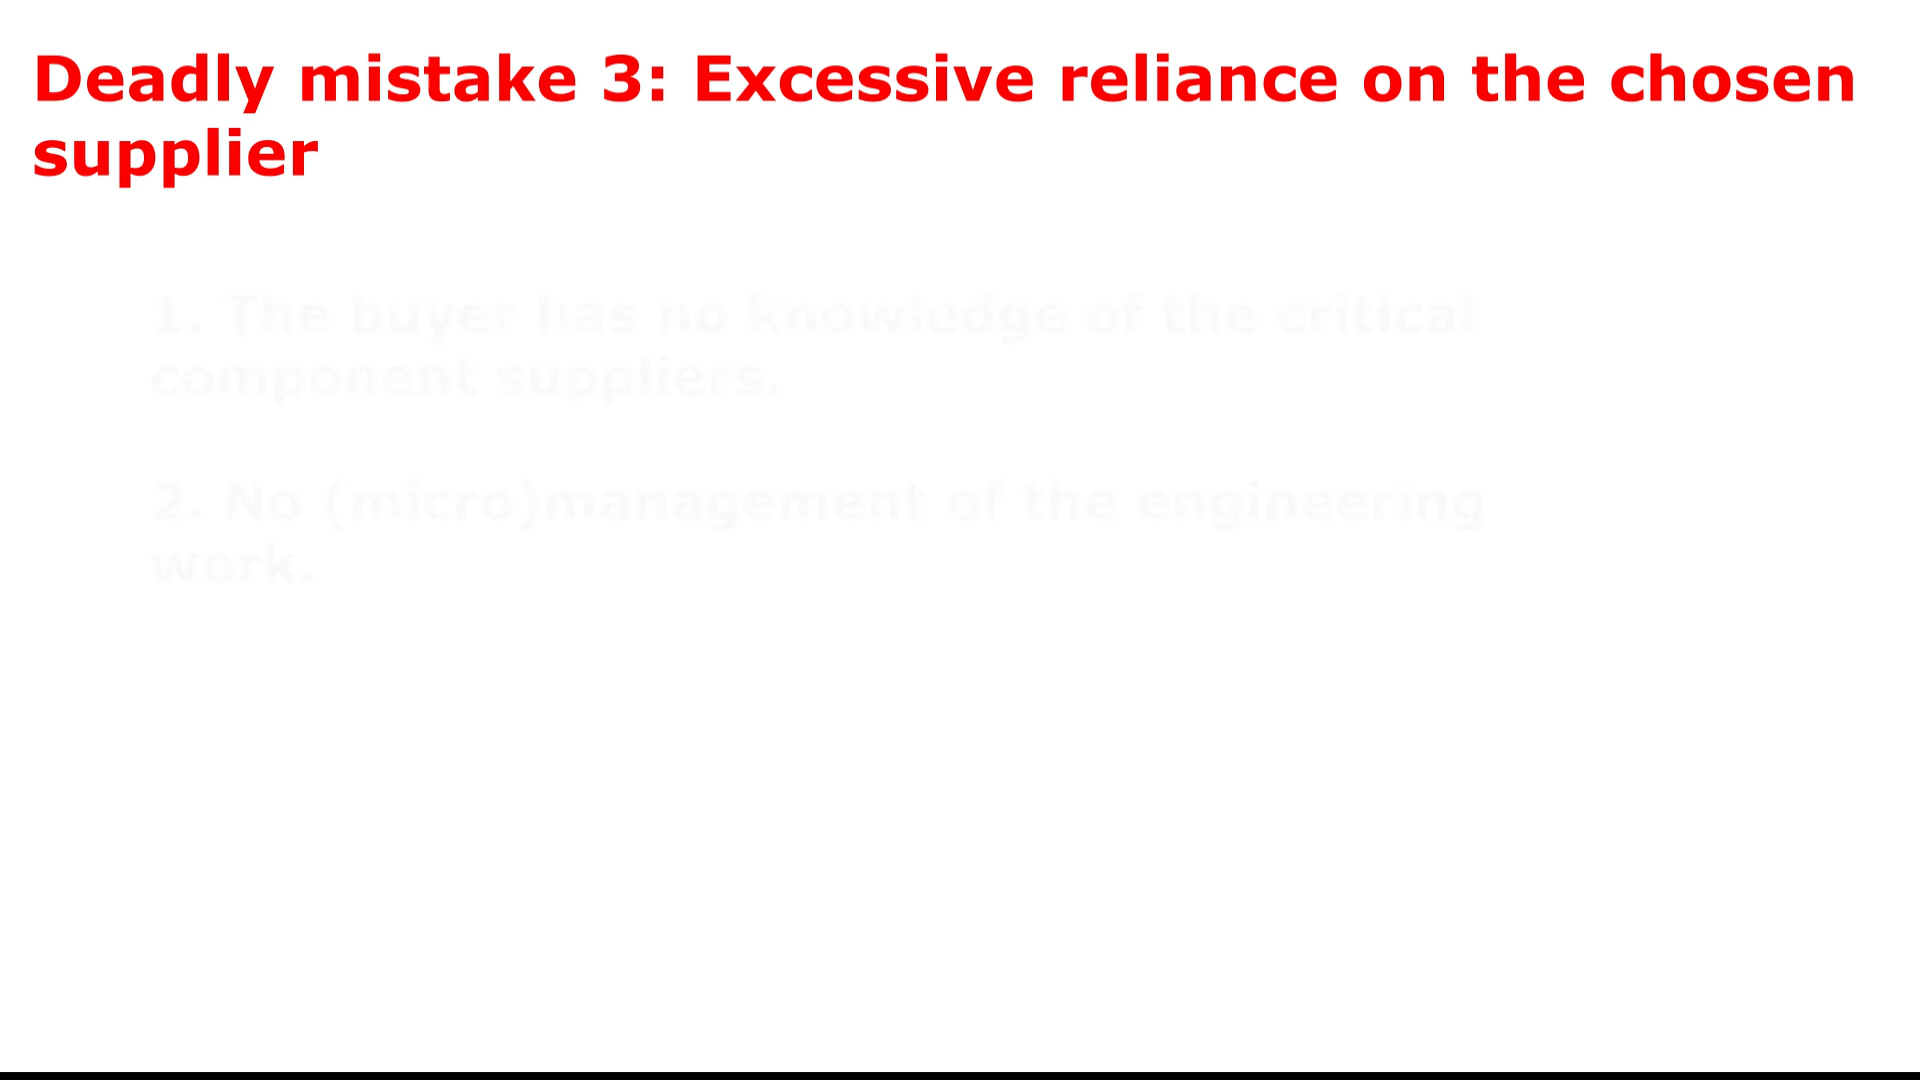 Deadly mistake 3: Excessive reliance on the chosen
supplier
1. The buyer has no knowledge of the critical
component suppliers.
2. No (micro)management of the engineering
work.